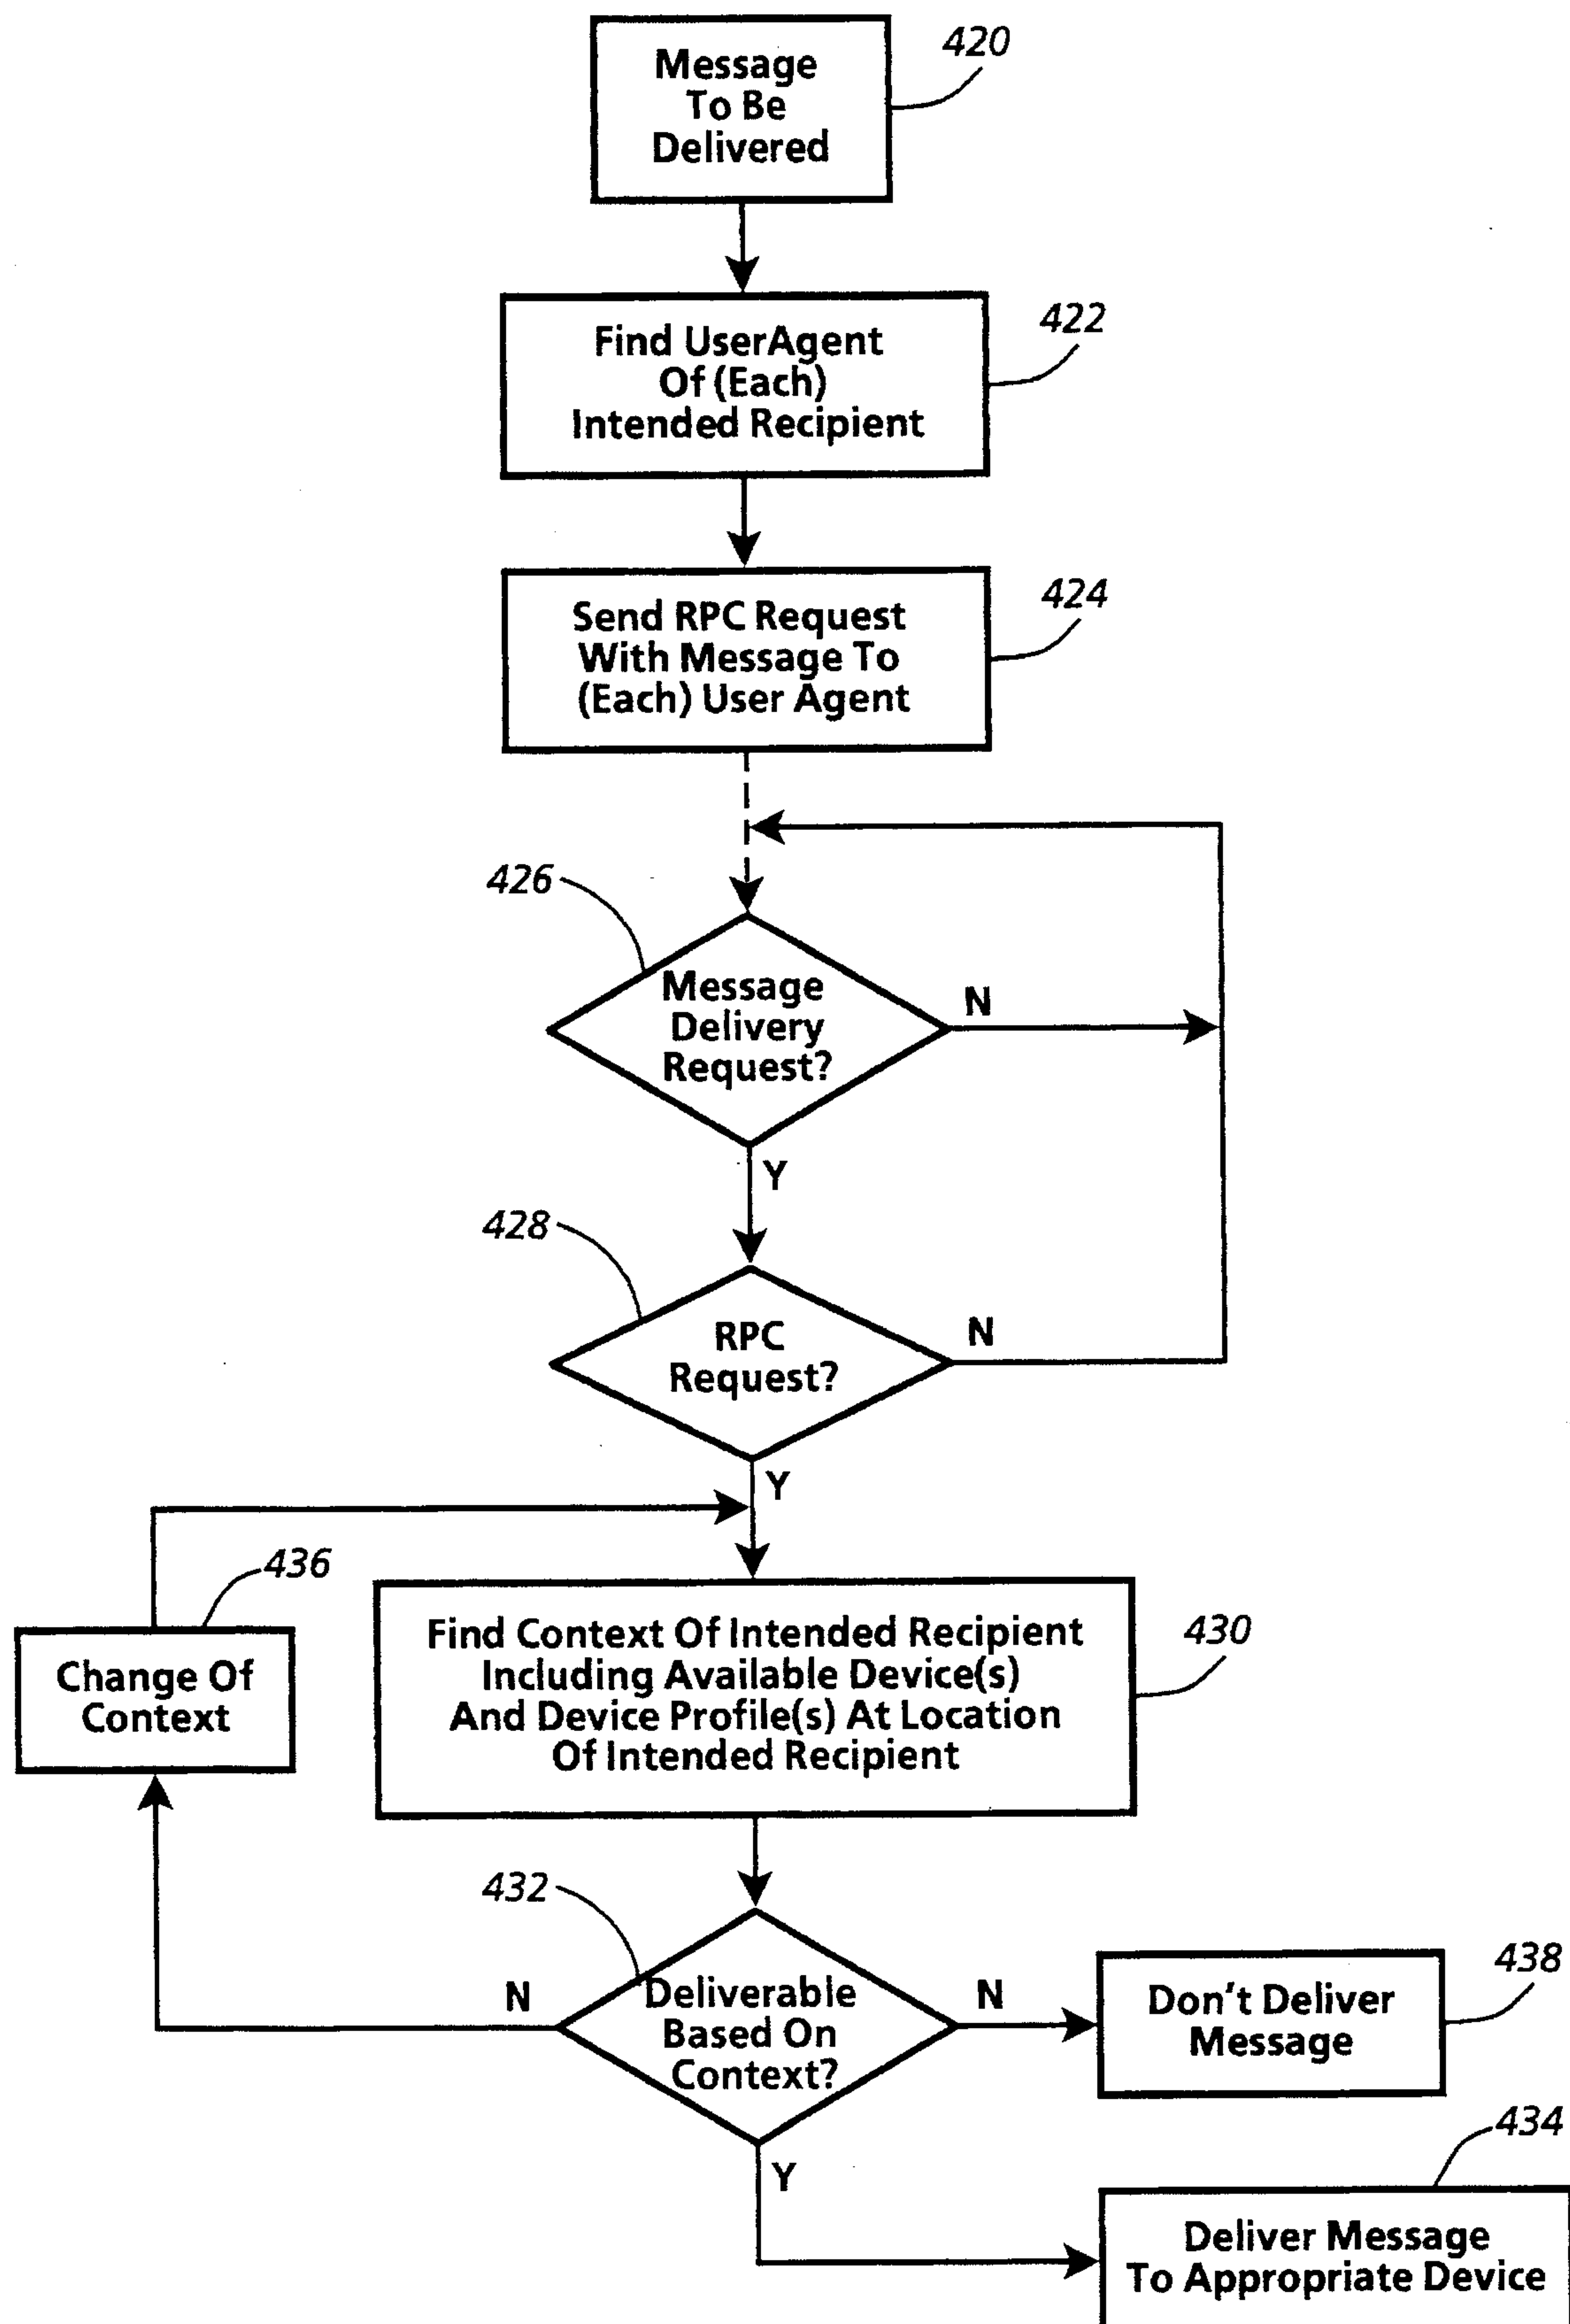 Message
To Be
Delivered
420
Find UserAgent
Of (Each)
Intended Recipient
422
Send RPC Request
With Message To
(Each) User Agent
424
426
Message
Delivery
Request?
N
Y
428
RPC
Request?
N
Y
436
Change Of
Context
Find Context Of Intended Recipient
Including Available Device(s)
And Device Profile(s) At Location
Of Intended Recipient
430
432
N
Deliverable
Based On
Context?
N
Don't Deliver
Message
438
Y
434
Deliver Message
To Appropriate Device